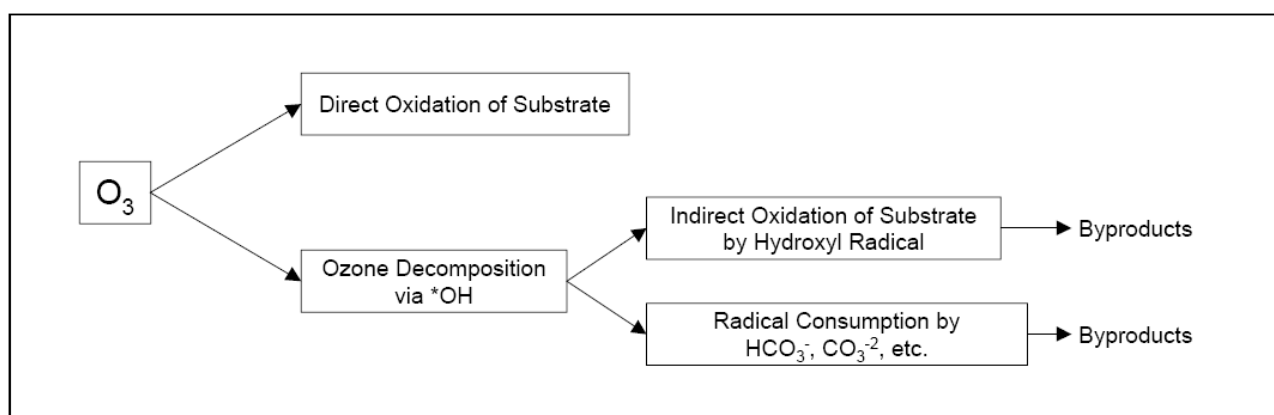 Direct Oxidation of Substrate
O₃
Indirect Oxidation of Substrate
by Hydroxyl Radical
Byproducts
Ozone Decomposition
via *OH
Radical Consumption by
HCO₃⁻, CO₃⁻², etc.
Byproducts